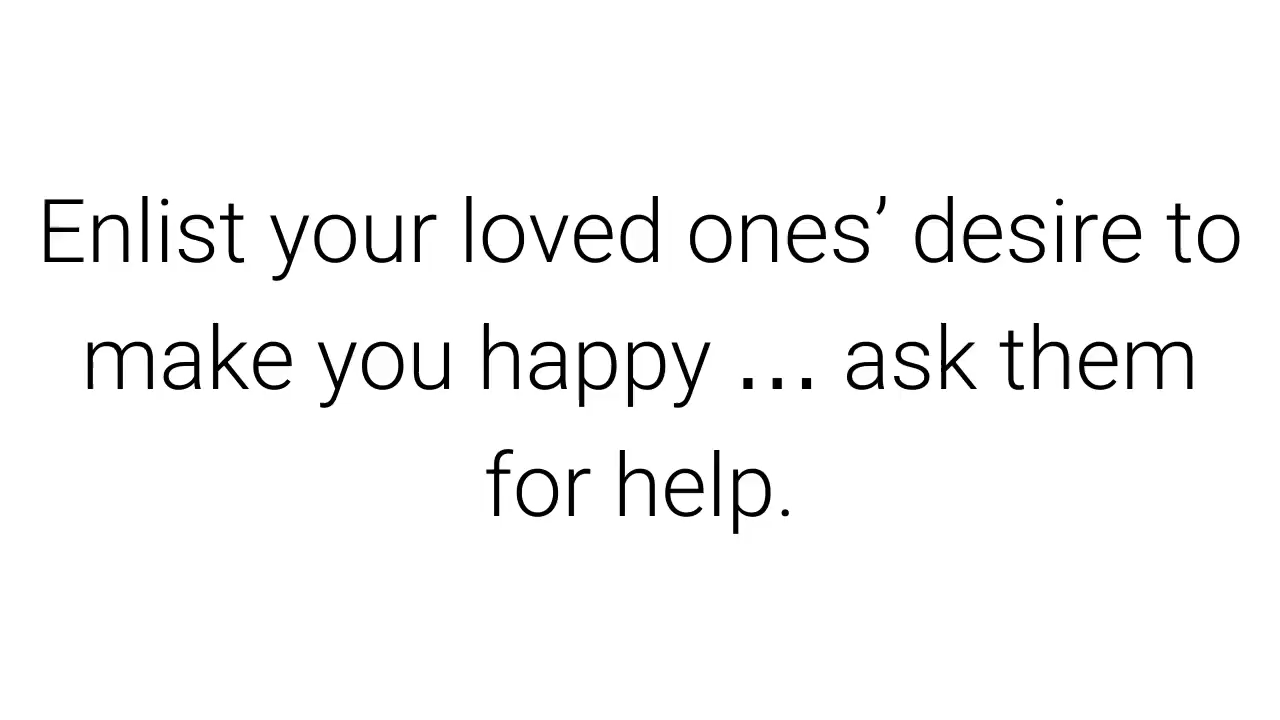 Enlist your loved ones’ desire to
make you happy ... ask them
for help.